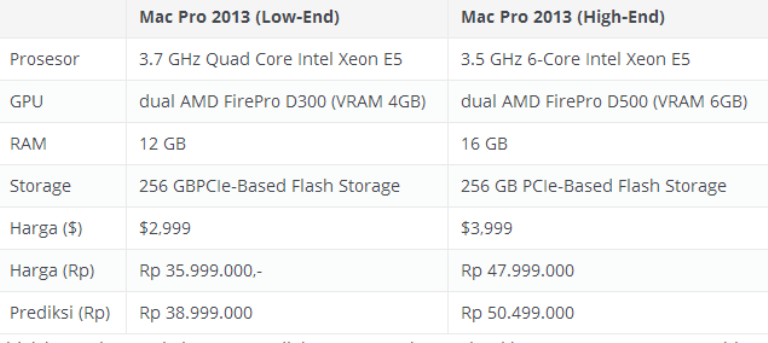 Mac Pro 2013 (Low-End) Mac Pro 2013 (High-End)
Prosesor 3.7 GHz Quad Core Intel Xeon E5 3.5 GHz 6-Core Intel Xeon E5
GPU dual AMD FirePro D300 (VRAM 4GB) dual AMD FirePro D500 (VRAM 6GB)
RAM 12 GB 16 GB
Storage 256 GBPCIe-Based Flash Storage 256 GB PCIe-Based Flash Storage
Harga ($) $2,999 $3,999
Harga (Rp) Rp 35.999.000,- Rp 47.999.000
Prediksi (Rp) Rp 38.999.000 Rp 50.499.000